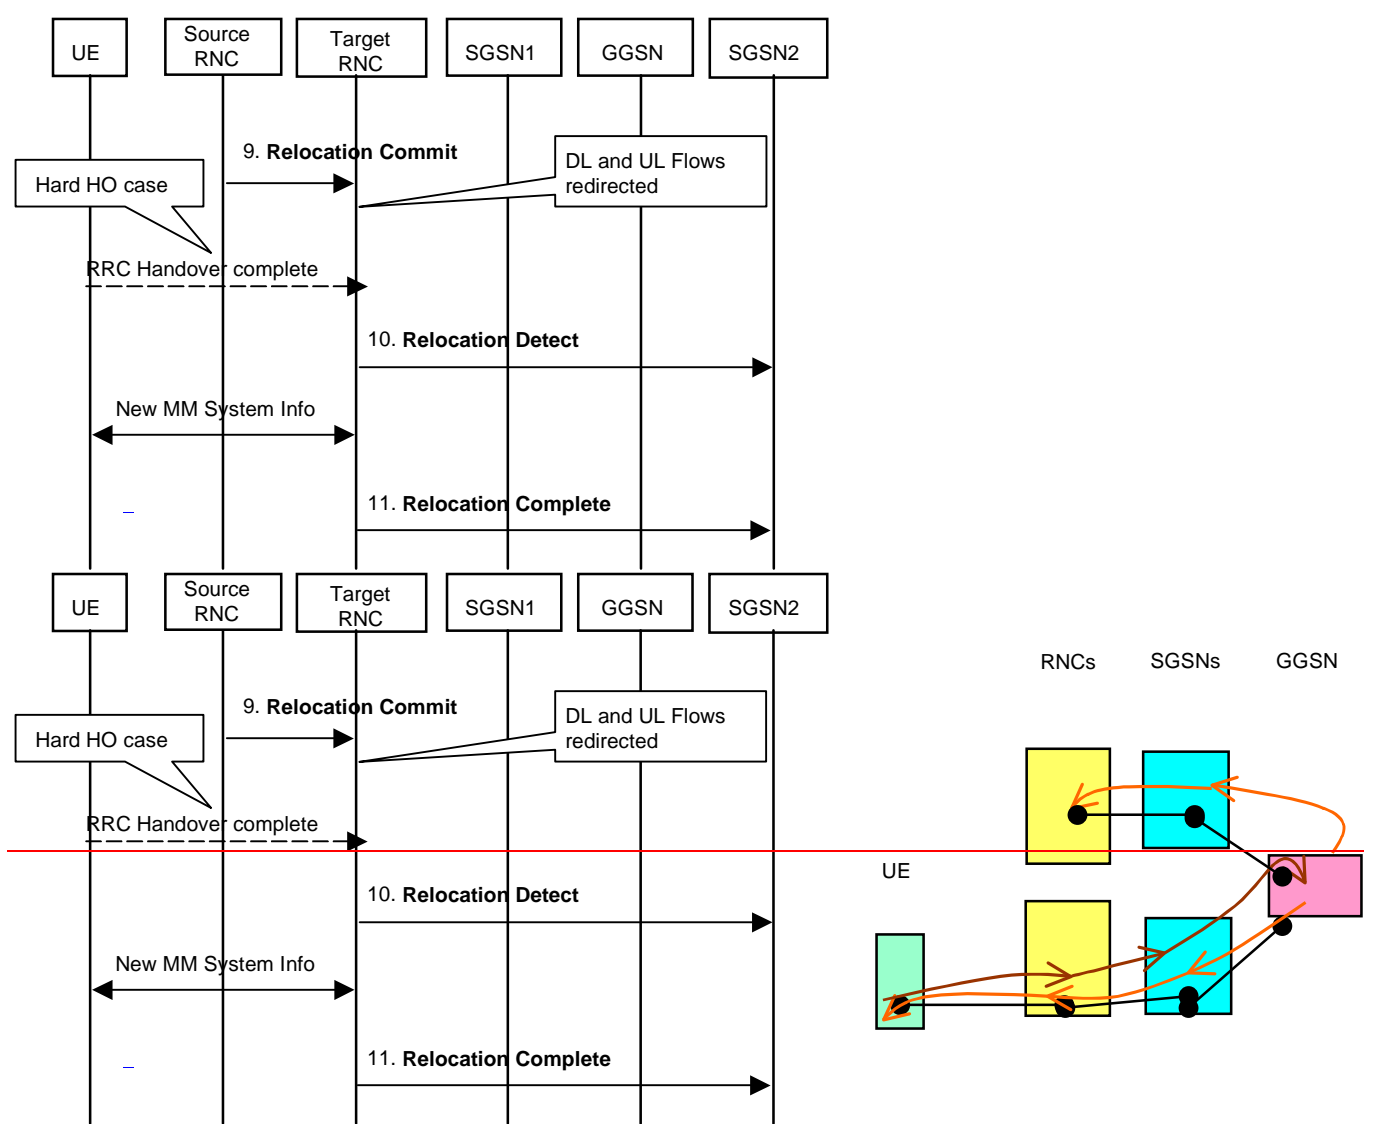 UE
Source
RNC
Target
RNC
SGSN1
GGSN
SGSN2
9. Relocation Commit
DL and UL Flows
redirected
Hard HO case
RRC Handover complete
10. Relocation Detect
New MM System Info
11. Relocation Complete
UE
Source
RNC
Target
RNC
SGSN1
GGSN
SGSN2
RNCs
SGSNs
GGSN
9. Relocation Commit
DL and UL Flows
redirected
Hard HO case
RRC Handover complete
UE
10. Relocation Detect
New MM System Info
11. Relocation Complete